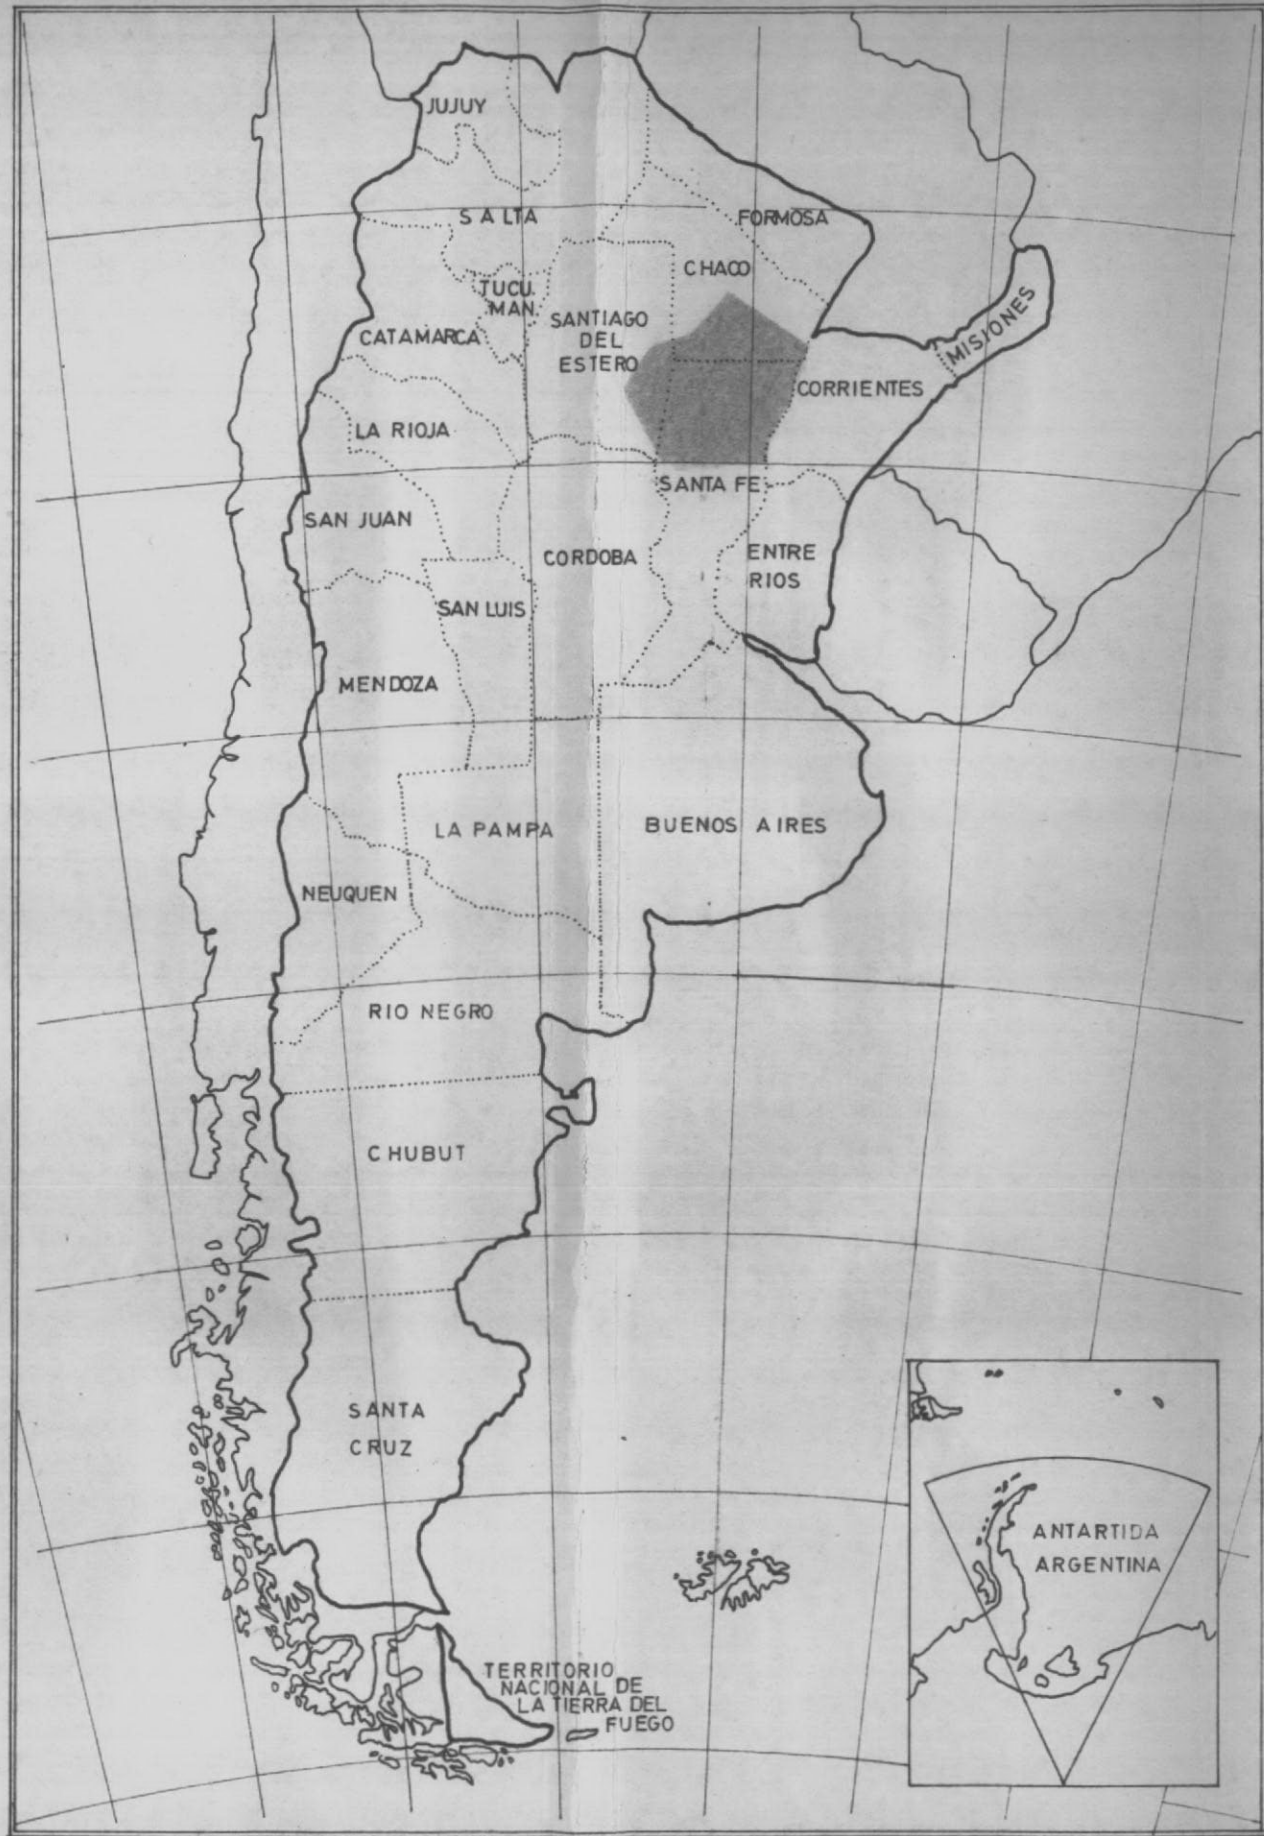 JUJUY
SALTA
FORMOSA
CHACO
TUCU.
MAN.
SANTIAGO
DEL
ESTERO
CATAMARCA
MISIONES
CORRIENTES
LA RIOJA
SANTA FE
SAN JUAN
CORDOBA
ENTRE
RIOS
SAN LUIS
MENDOZA
LA PAMPA
BUENOS AIRES
NEUQUEN
RIO NEGRO
CHUBUT
SANTA
CRUZ
ANTARTIDA
ARGENTINA
TERRITORIO
NACIONAL DE
LA TIERRA DEL
FUEGO